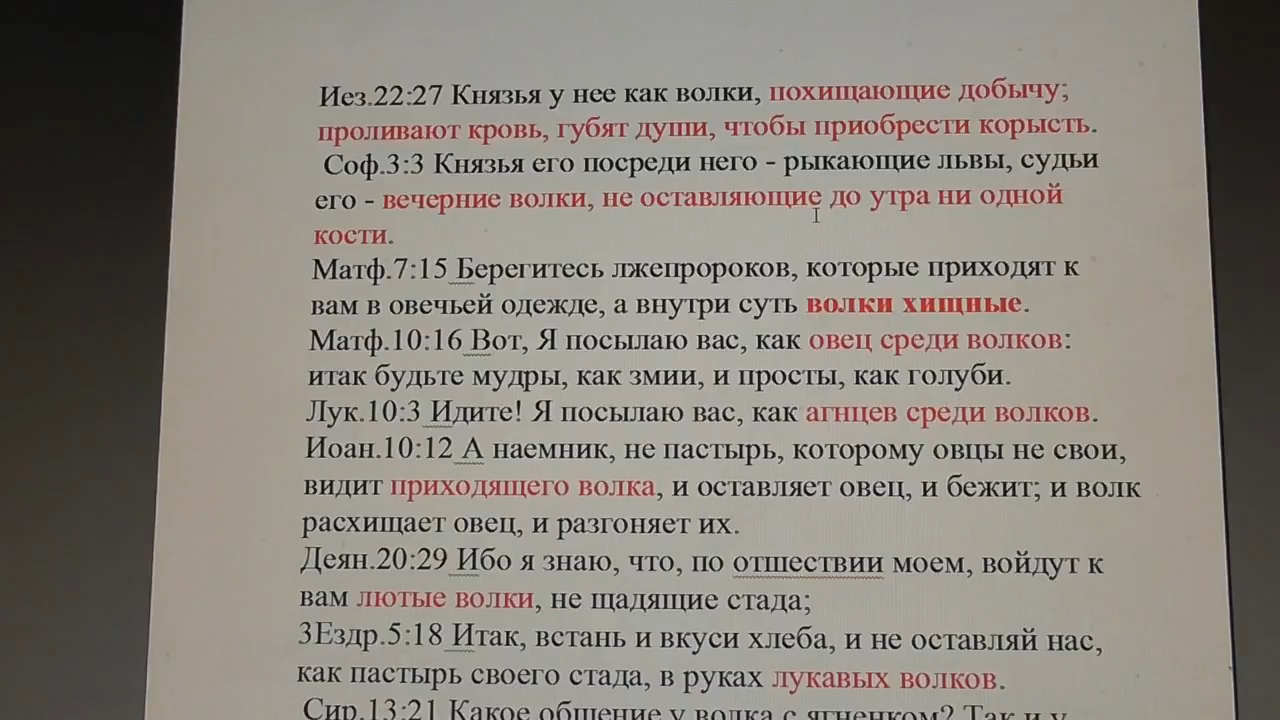 Иез.22:27 Князья у нее как волки, похищающие добычу;
проливают кровь, губят души, чтобы приобрести корысть.
Соф.3:3 Князья его посреди него - рыкающие львы, судьи
его - вечерние волки, не оставляющие до утра ни одной
кости.
Матф.7:15 Берегитесь лжепророков, которые приходят к
вам в овечьей одежде, а внутри суть волки хищные.
Матф.10:16 Вот, Я посылаю вас, как овец среди волков:
итак будьте мудры, как змии, и просты, как голуби.
Лук.10:3 Идите! Я посылаю вас, как агнцев среди волков.
Иоан.10:12 А наемник, не пастырь, которому овцы не свои,
видит приходящего волка, и оставляет овец, и бежит; и волк
расхищает овец, и разгоняет их.
Деян.20:29 Ибо я знаю, что, по отшествии моем, войдут к
вам лютые волки, не щадящие стада;
3Ездр.5:18 Итак, встань и вкуси хлеба, и не оставляй нас,
как пастырь своего стада, в руках лукавых волков.
Сир.13:21 Какое общение у волка с ягненком? Так и у